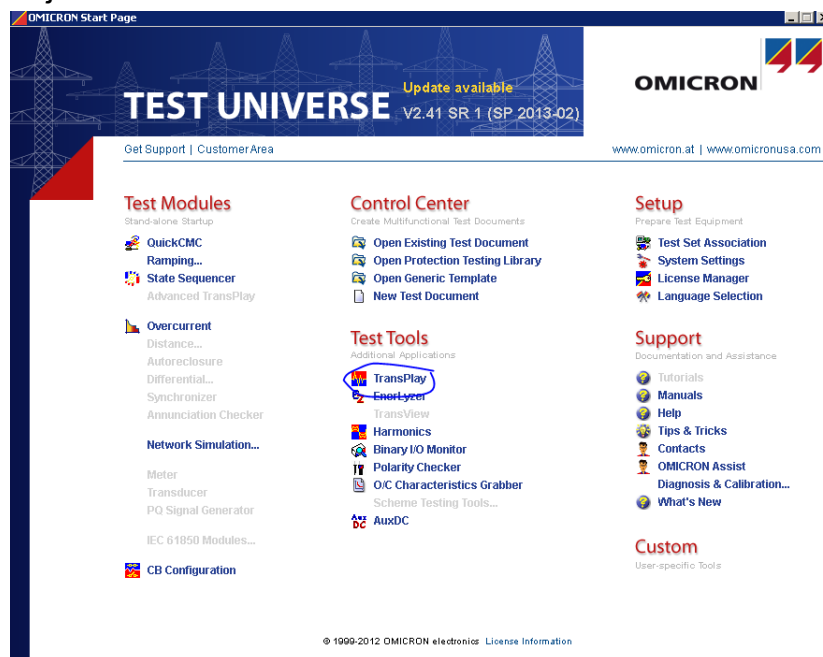 OMICRON Start Page
TEST UNIVERSE
Update available
V2.41 SR 1 (SP 2013-02)
OMICRON
Get Support | CustomerArea
www.omicron.at | www.omicronusa.com
Test Modules
Stand-alone Startup
QuickCMC
Ramping...
State Sequencer
Advanced TransPlay
Overcurrent
Distance...
Autoreclosure
Differential...
Synchronizer
Annunciation Checker
Network Simulation...
Meter
Transducer
PQ Signal Generator
IEC 61850 Modules...
CB Configuration
Control Center
Create Multifunctional Test Documents
Open Existing Test Document
Open Protection Testing Library
Open Generic Template
New Test Document
Test Tools
Additional Applications
TransPlay
EnerLyzer
TransView
Harmonics
Binary I/O Monitor
Polarity Checker
O/C Characteristics Grabber
Scheme Testing Tools...
AuxDC
Setup
Prepare Test Equipment
Test Set Association
System Settings
License Manager
Language Selection
Support
Documentation and Assistance
Tutorials
Manuals
Help
Tips & Tricks
Contacts
OMICRON Assist
Diagnosis & Calibration...
What's New
Custom
User-specific Tools
© 1999-2012 OMICRON electronics License Information